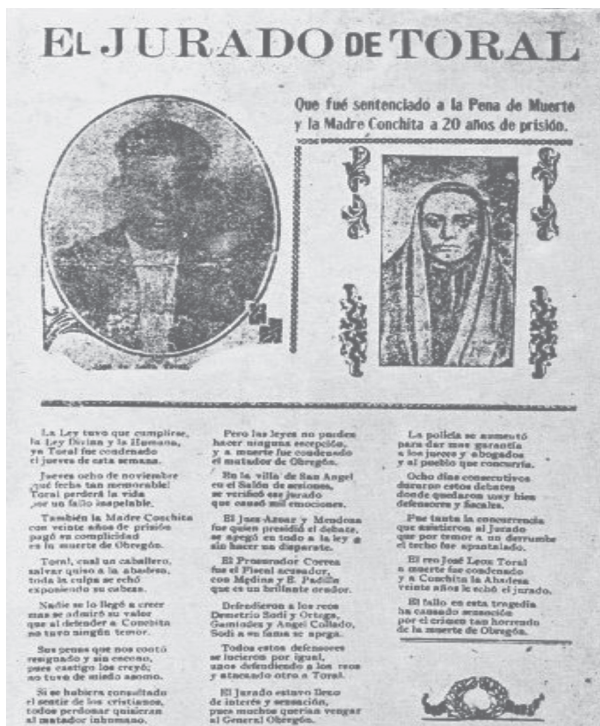 EL JURADO DE TORAL
Que fué sentenciado a la Pena de Muerte
y la Madre Conchita a 20 años de prisión.
La Ley tuvo que cumplirse,
la Ley Divina y la Humana,
ya Toral fue condenado
el jueves de esta semana.
Jueves ocho de noviembre
¡qué fecha tan memorable!
Toral perderá la vida
por un fallo inapelable.
También la Madre Conchita
con veinte años de prisión
pagó su complicidad
en la muerte de Obregón.
Toral, cual un caballero,
salvar quiso a la abadesa,
toda la culpa se echó
exponiendo su cabeza.
Nadie se lo llegó a creer
mas se admiró su valor
que al defender a Conchita
no tuvo ningún temor.
Sus penas que nos contó
resignado y sin encono,
pues castigo los creyó;
no tuvo de miedo asomo.
Si se hubiera consultado
el sentir de los cristianos,
todos perdonar quisieran
al matador inhumano.
Pero las leyes no pueden
hacer ninguna escepción,
y a muerte fue condenado
el matador de Obregón.
En la villa de San Angel
en el Salón de sesiones,
se verificó ese jurado
que causó mil emociones.
El Juez Aznar y Mendoza
fue quien presidió el debate,
se apegó en todo a la ley
sin hacer un disparate.
El Procurador Correa
fue el Fiscal acusador,
con Medina y E. Padilla
que es un brillante orador.
Defendieron a los reos
Demetrio Sodi y Ortega,
Gamiudes y Angel Collado,
Sodi a su fama se apega.
Todos estos defensores
se lucieron por igual,
unos defendiendo a los reos
y atacando otro a Toral.
El Jurado estuvo lleno
de interés y sensación,
pues muchos querían vengar
al General Obregón.
La policía se aumentó
para dar mas garantía
a los jueces y abogados
y al pueblo que concurría.
Ocho días consecutivos
duraron estos debates
donde quedaron muy bien
defensores y fiscales.
Fue tanta la concurrencia
que asistieron al Jurado
que por temor a un derrumbe
el techo fue apuntalado.
El reo José León Toral
a muerte fue condenado
y a Conchita la Abadesa
veinte años le echó el jurado.
El fallo en esta tragedia
ha causado sensación
por el crimen tan horrendo
de la muerte de Obregón.